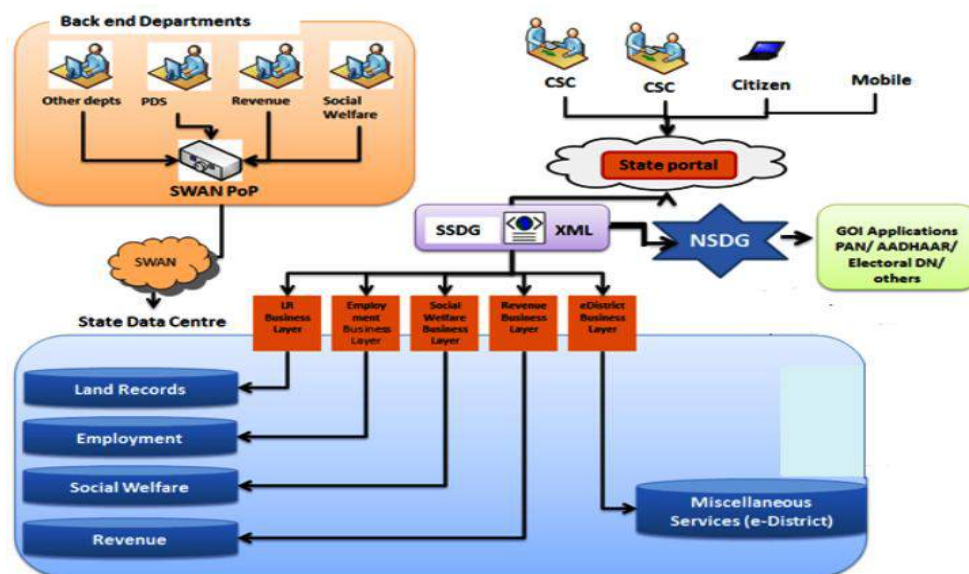 Back end Departments
Other depts
PDS
Revenue
Social
Welfare
SWAN PoP
CSC
CSC
Citizen
Mobile
State portal
SSDG
XML
NSDG
GOI Applications
PAN/ AADHAAR/
Electoral DN/
others
SWAN
State Data Centre
LR
Business
Layer
Employ
ment
Business
Layer
Social
Welfare
Business
Layer
Revenue
Business
Layer
eDistrict
Business
Layer
Land Records
Employment
Social Welfare
Revenue
Miscellaneous
Services (e-District)